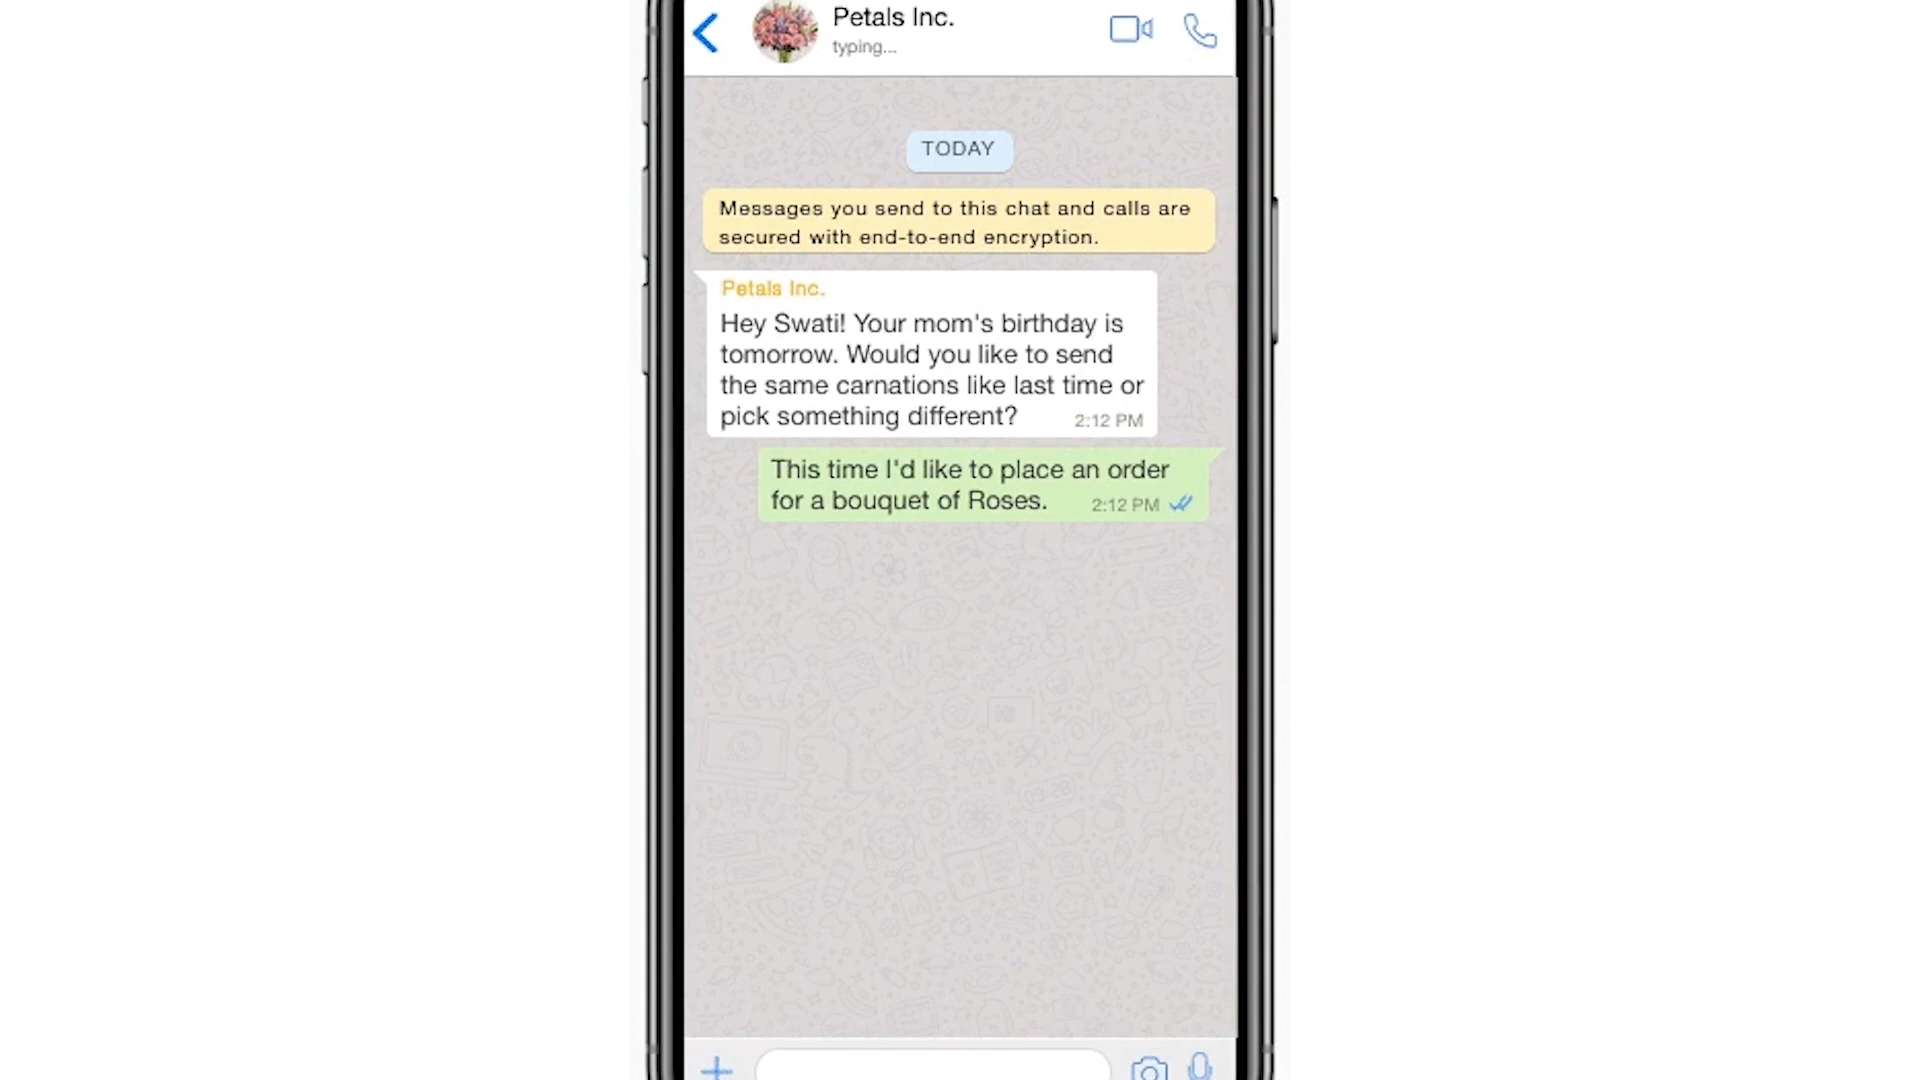 Petals Inc.
typing...
TODAY
Messages you send to this chat and calls are
secured with end-to-end encryption.
Petals Inc.
Hey Swati! Your mom's birthday is
tomorrow. Would you like to send
the same carnations like last time or
pick something different? 2:12 PM
This time I'd like to place an order
for a bouquet of Roses. 2:12 PM